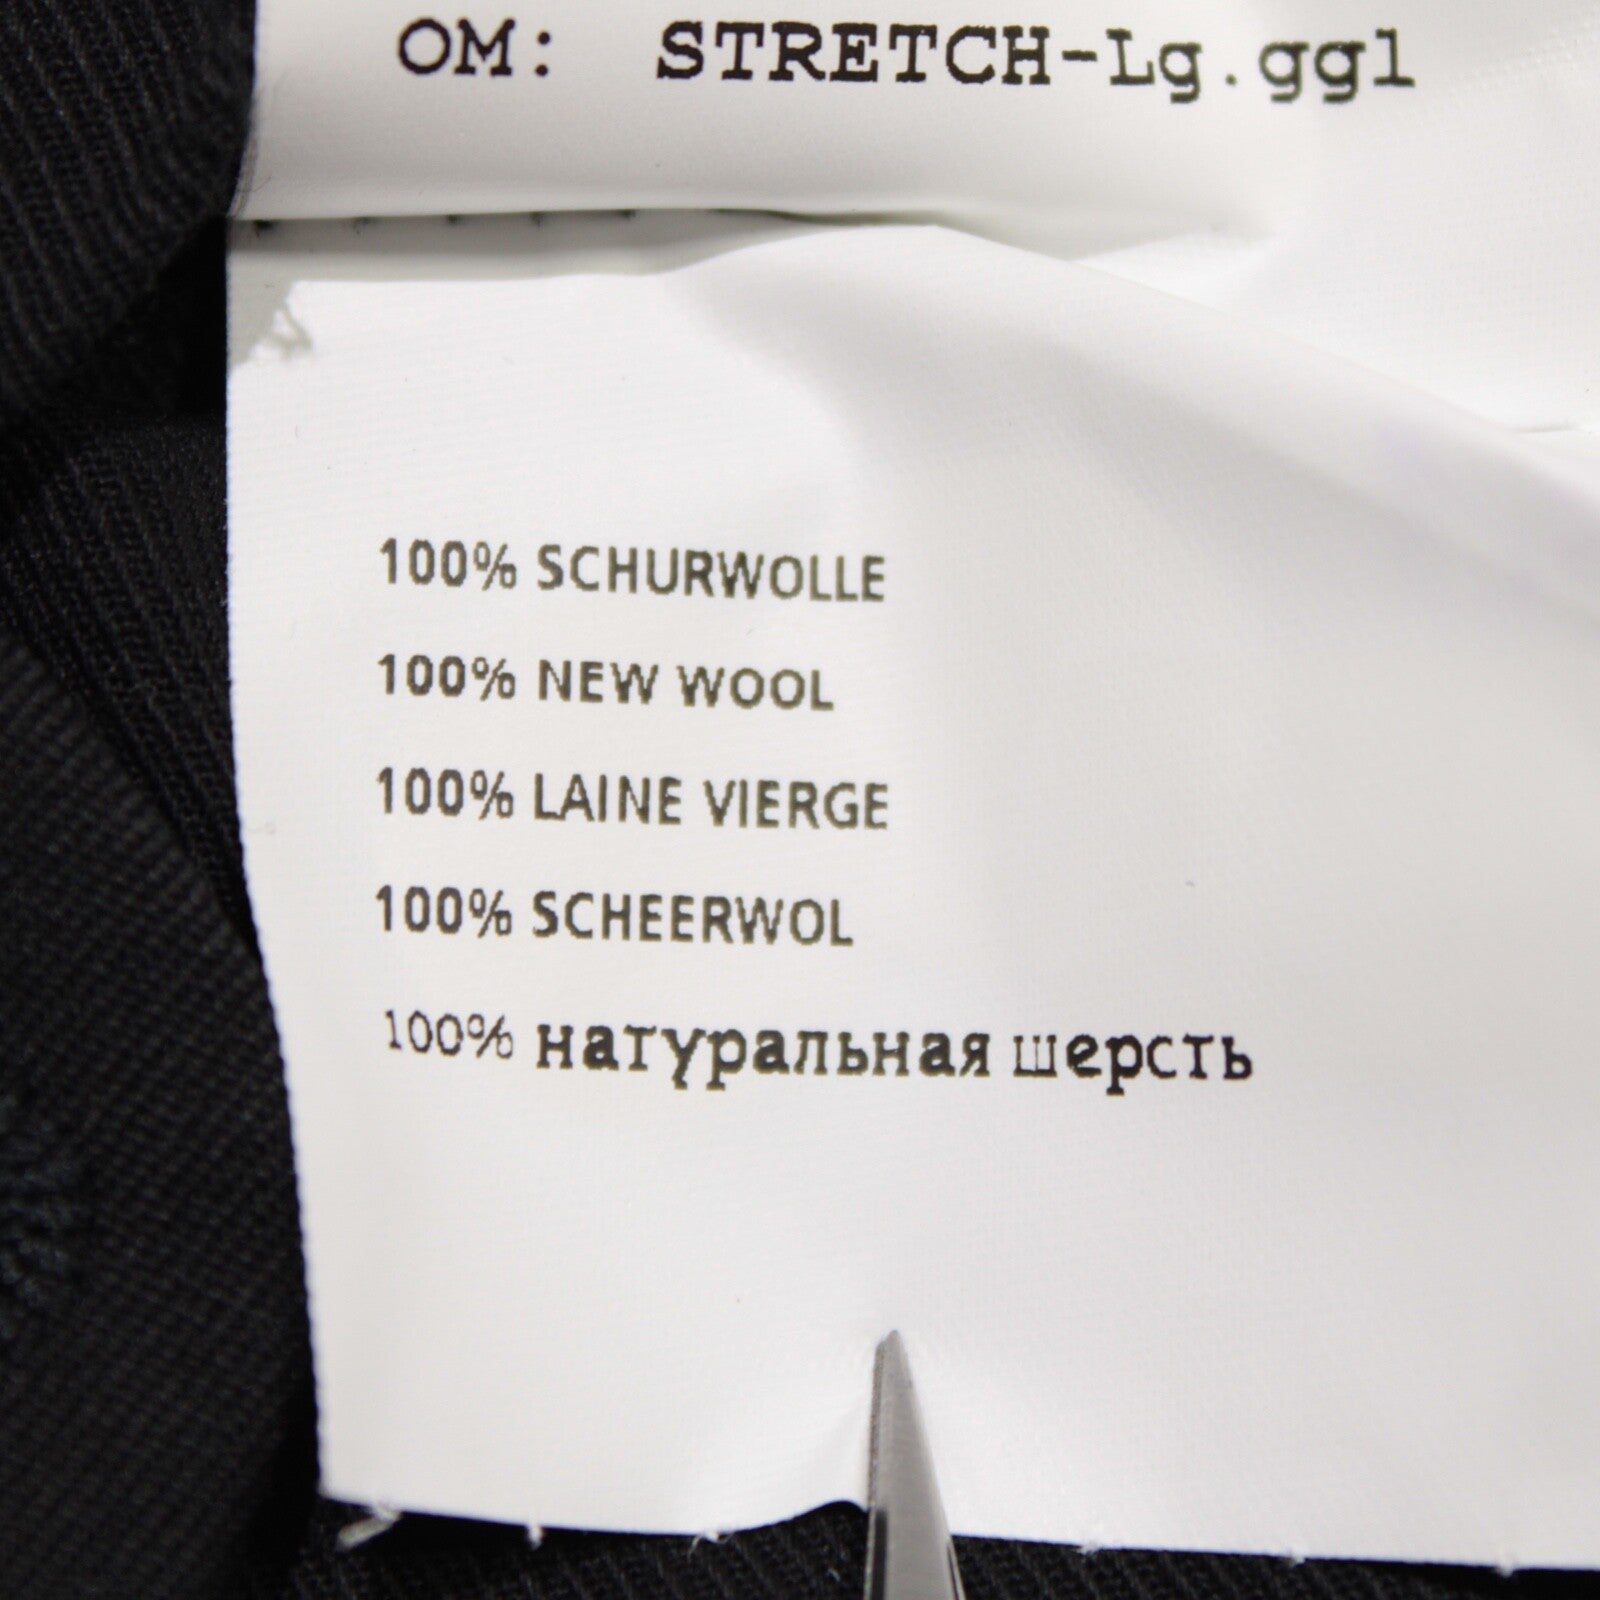 OM: STRETCH-Lg.ggl
100% SCHURWOLLE
100% NEW WOOL
100% LAINE VIERGE
100% SCHEERWOL
100% натуральная шерсть